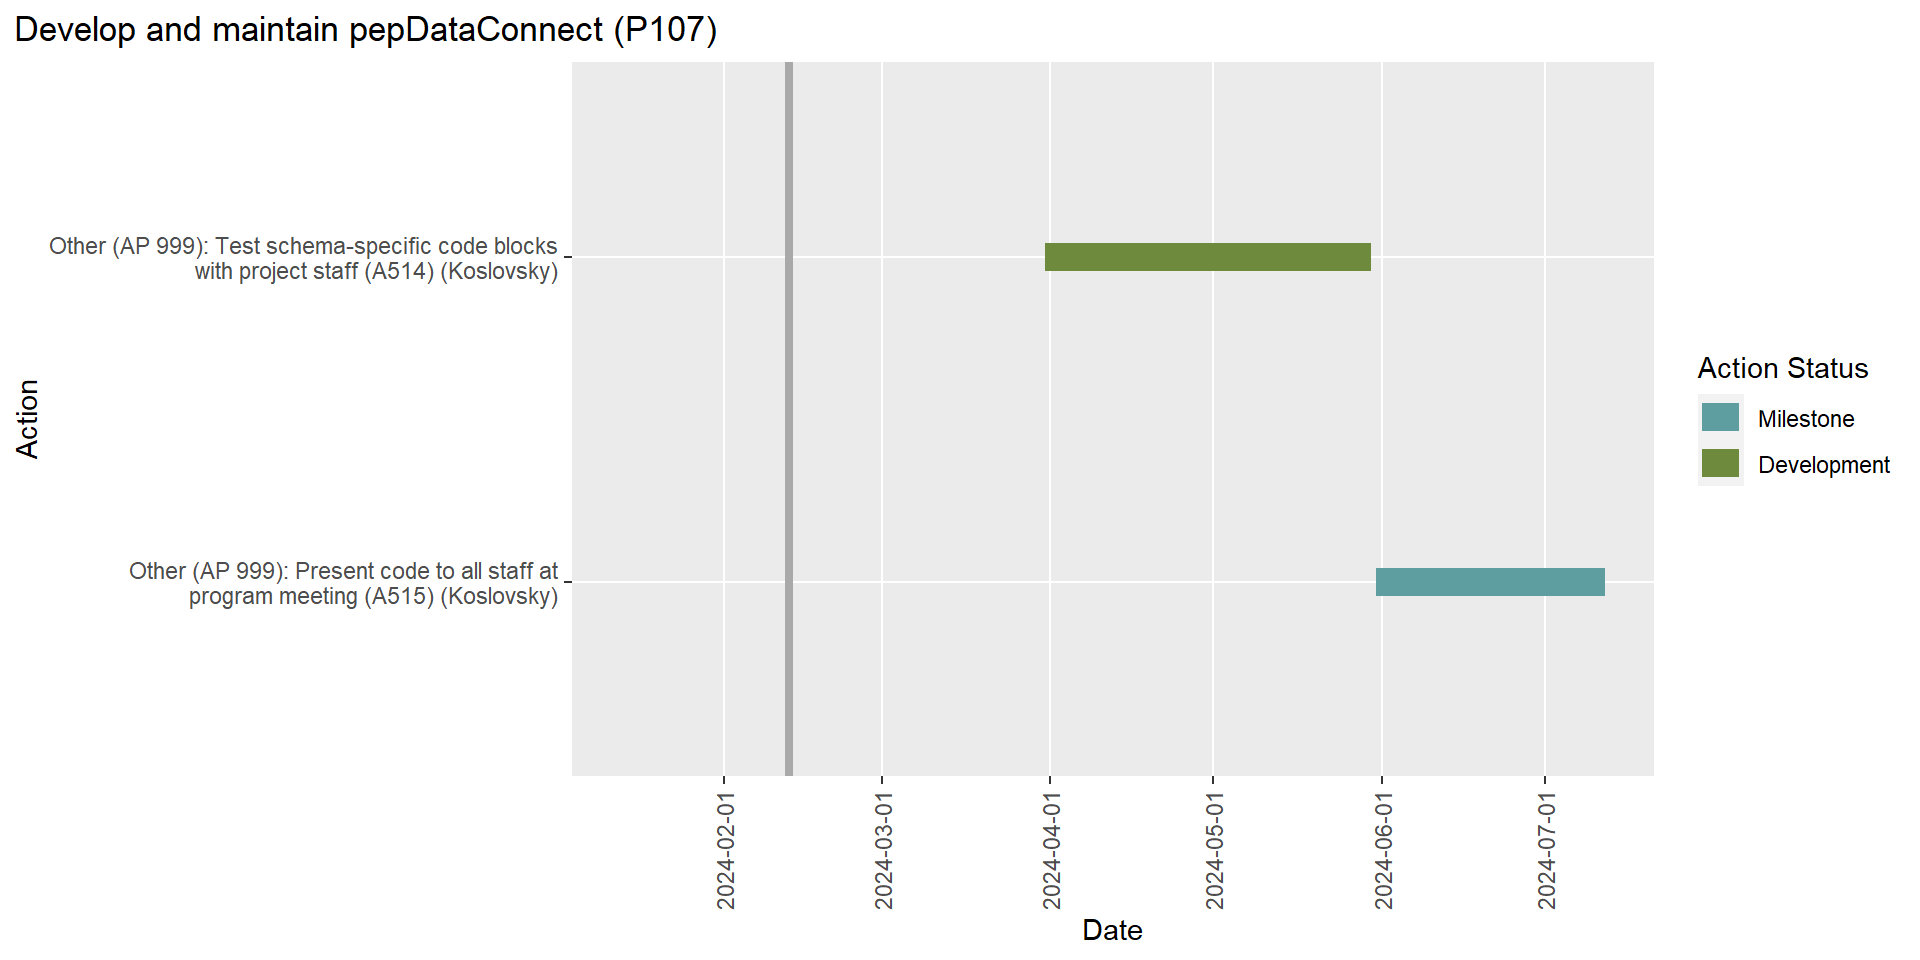 Develop and maintain pepDataConnect (P107)
Other (AP 999): Test schema-specific code blocks
with project staff (A514) (Koslovsky)
Other (AP 999): Present code to all staff at
program meeting (A515) (Koslovsky)
Action
2024-02-01
2024-03-01
2024-04-01
2024-05-01
2024-06-01
2024-07-01
Date
Action Status
Milestone
Development